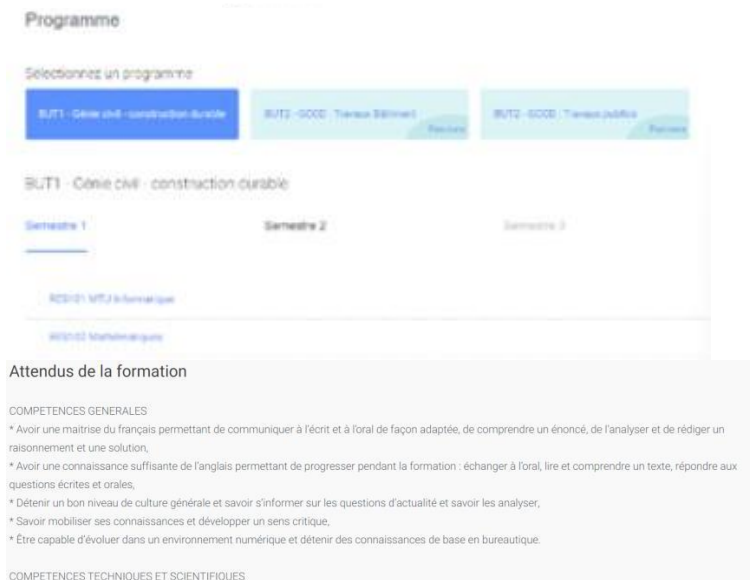 Programme
Sélectionnez un programme
BUT1 - Génie civil - construction durable
BUT2 - GCCD : Travaux Bâtiment
Parcours
BUT2 - GCCD : Travaux publics
Parcours
BUT1 - Génie civil - construction durable
Semestre 1
Semestre 2
Semestre 3
RES101 MTU Informatique
RES102 Mathématiques
Attendus de la formation
COMPETENCES GENERALES
* Avoir une maitrise du français permettant de communiquer à l'écrit et à l'oral de façon adaptée, de comprendre un énoncé, de l'analyser et de rédiger un
raisonnement et une solution,
* Avoir une connaissance suffisante de l'anglais permettant de progresser pendant la formation : échanger à l'oral, lire et comprendre un texte, répondre aux
questions écrites et orales,
* Détenir un bon niveau de culture générale et savoir s'informer sur les questions d'actualité et savoir les analyser,
* Savoir mobiliser ses connaissances et développer un sens critique,
* Être capable d'évoluer dans un environnement numérique et détenir des connaissances de base en bureautique.
COMPETENCES TECHNIQUES ET SCIENTIFIQUES